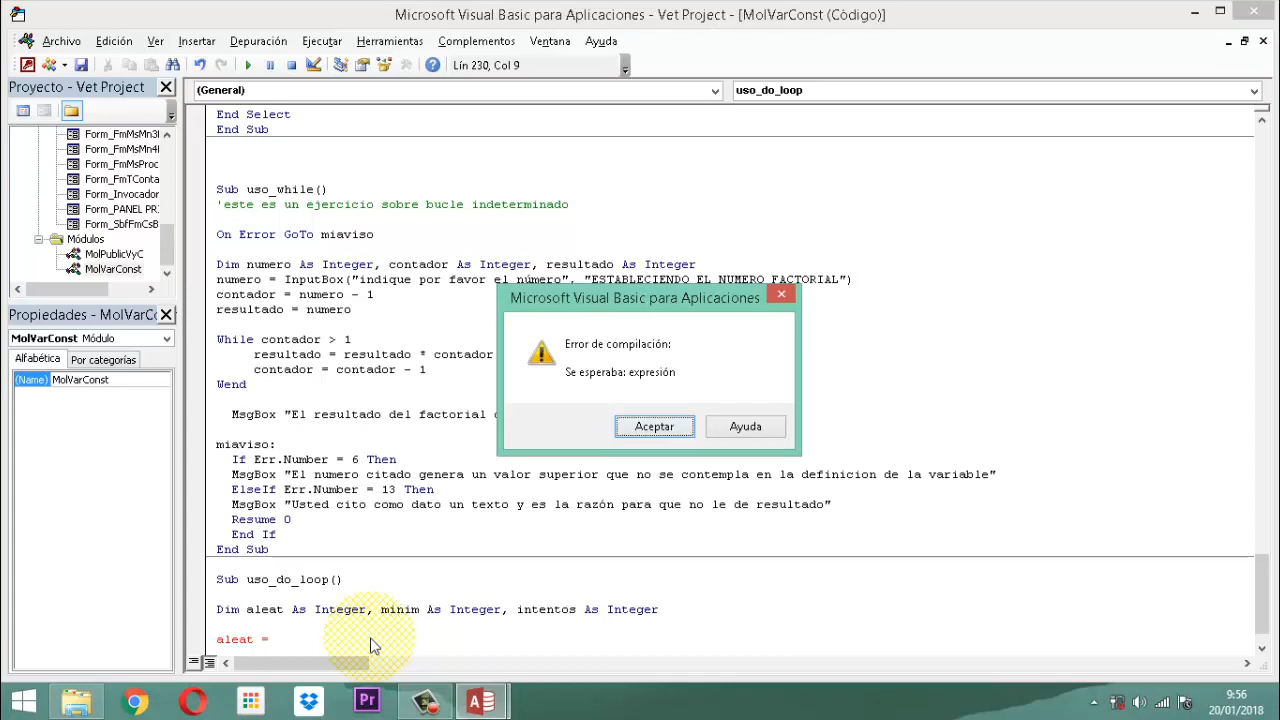 Microsoft Visual Basic para Aplicaciones - Vet Project - [MolVarConst (Código)]
Archivo Edición Ver Insertar Depuración Ejecutar Herramientas Complementos Ventana Ayuda
Lín 230, Col 9
Proyecto - Vet Project
(General)
uso_do_loop
Form_FmMsMn3
Form_FmMsMn4
Form_FmMsProc
Form_FmTConta
Form_Invocador
Form_PANEL PRI
Form_SbfFmCsB
Módulos
MolPublicVyC
MolVarConst
Propiedades - MolVarC
MolVarConst Módulo
Alfabética
Por categorías
(Name) MolVarConst
End Select
End Sub
Sub uso_while()
'este es un ejercicio sobre bucle indeterminado
On Error GoTo miaviso
Dim numero As Integer, contador As Integer, resultado As Integer
numero = InputBox("indique por favor el número", "ESTABLECIENDO EL NUMERO FACTORIAL")
contador = numero - 1
resultado = numero
While contador > 1
resultado = resultado * contador
contador = contador - 1
Wend
MsgBox "El resultado del factorial
miaviso:
If Err.Number = 6 Then
MsgBox "El numero citado genera un valor superior que no se contempla en la definicion de la variable"
ElseIf Err.Number = 13 Then
MsgBox "Usted cito como dato un texto y es la razón para que no le de resultado"
Resume 0
End If
End Sub
Sub uso_do_loop()
Dim aleat As Integer, minim As Integer, intentos As Integer
aleat =
Microsoft Visual Basic para Aplicaciones
Error de compilación:
Se esperaba: expresión
Aceptar
Ayuda
Pr
A
9:56
20/01/2018